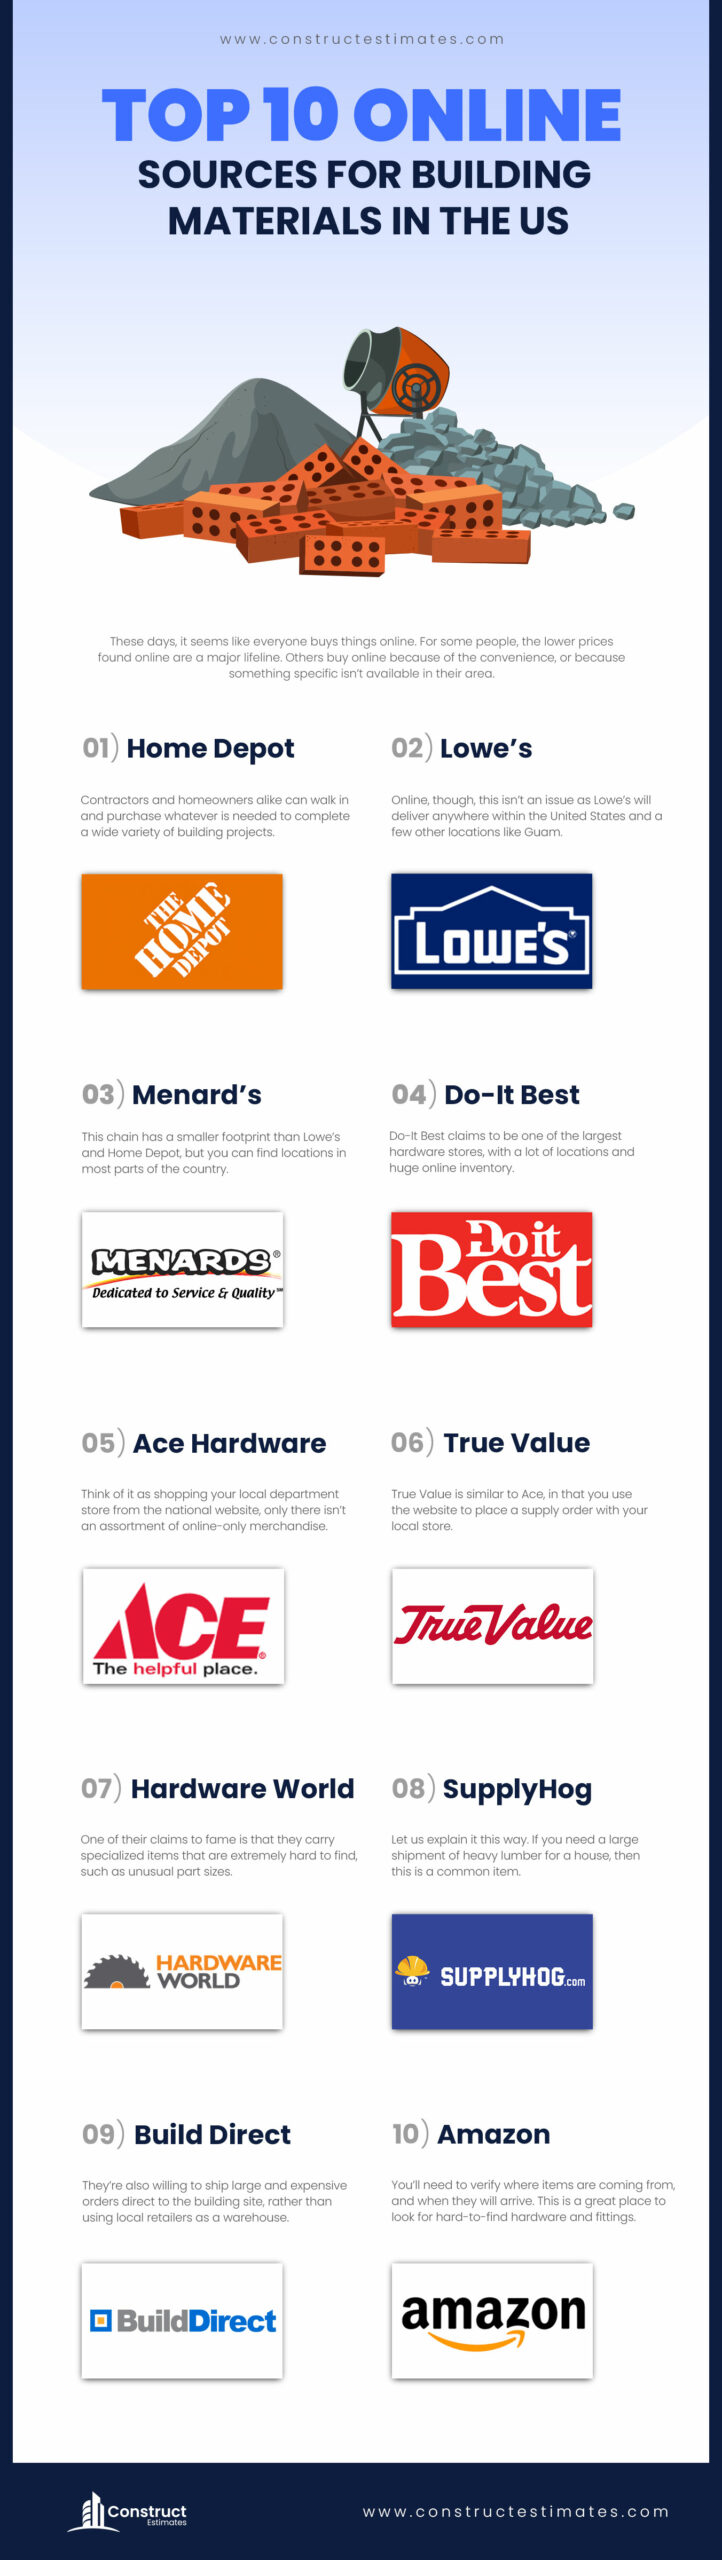 www.constructestimates.com
TOP 10 ONLINE
SOURCES FOR BUILDING
MATERIALS IN THE US
These days, it seems like everyone buys things online. For some people, the lower prices
found online are a major lifeline. Others buy online because of the convenience, or because
something specific isn't available in their area.
01) Home Depot
Contractors and homeowners alike can walk in
and purchase whatever is needed to complete
a wide variety of building projects.
THE
HOME
DEPOT
02) Lowe's
Online, though, this isn't an issue as Lowe's will
deliver anywhere within the United States and a
few other locations like Guam.
LOWE'S
03) Menard's
This chain has a smaller footprint than Lowe's
and Home Depot, but you can find locations in
most parts of the country.
MENARDS®
Dedicated to Service & Quality℠
04) Do-It Best
Do-It Best claims to be one of the largest
hardware stores, with a lot of locations and
huge online inventory.
Do it
Best
05) Ace Hardware
Think of it as shopping your local department
store from the national website, only there isn't
an assortment of online-only merchandise.
ACE®
The helpful place.
06) True Value
True Value is similar to Ace, in that you use
the website to place a supply order with your
local store.
True Value
07) Hardware World
One of their claims to fame is that they carry
specialized items that are extremely hard to find,
such as unusual part sizes.
HARDWARE
WORLD
08) SupplyHog
Let us explain it this way. If you need a large
shipment of heavy lumber for a house, then
this is a common item.
SUPPLYHOG.com
09) Build Direct
They're also willing to ship large and expensive
orders direct to the building site, rather than
using local retailers as a warehouse.
BuildDirect
10) Amazon
You'll need to verify where items are coming from,
and when they will arrive. This is a great place to
look for hard-to-find hardware and fittings.
amazon
Construct
Estimates
www.constructestimates.com